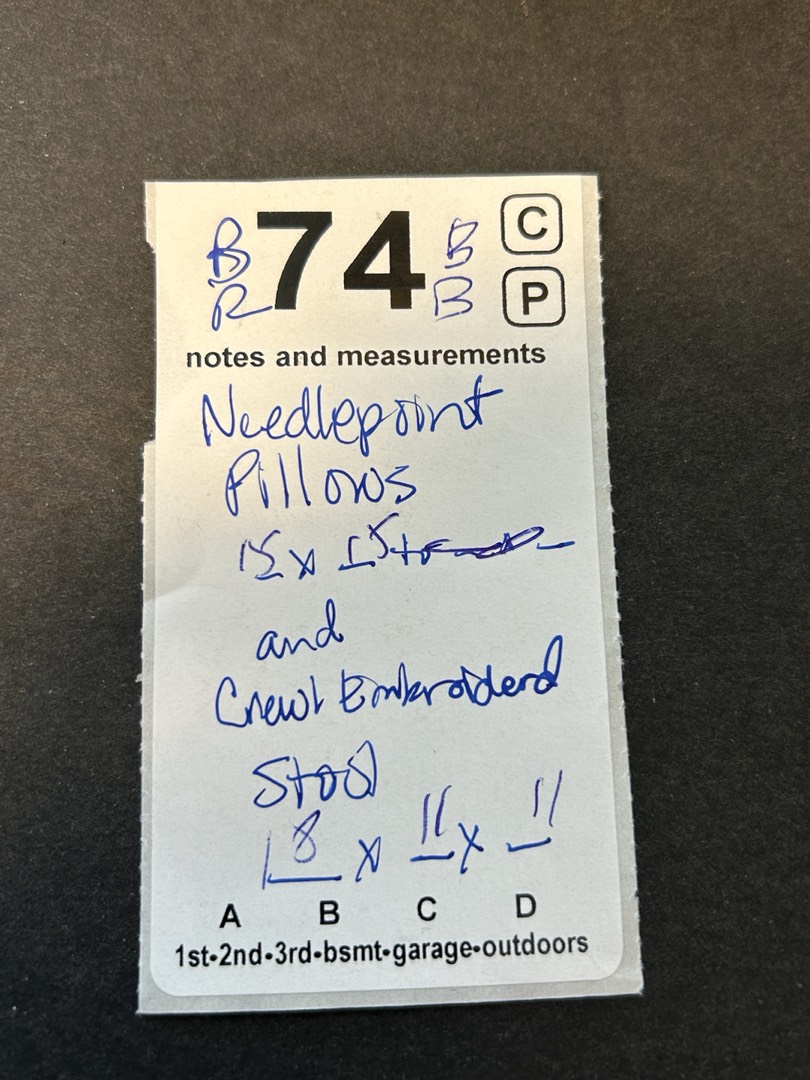 B 74 B C
R B P
notes and measurements
Needlepoint
Pillows
15 x 15
and
Crewl Embroiderd
Stool
18 x 11 x 11
A B C D
1st•2nd•3rd•bsmt•garage•outdoors